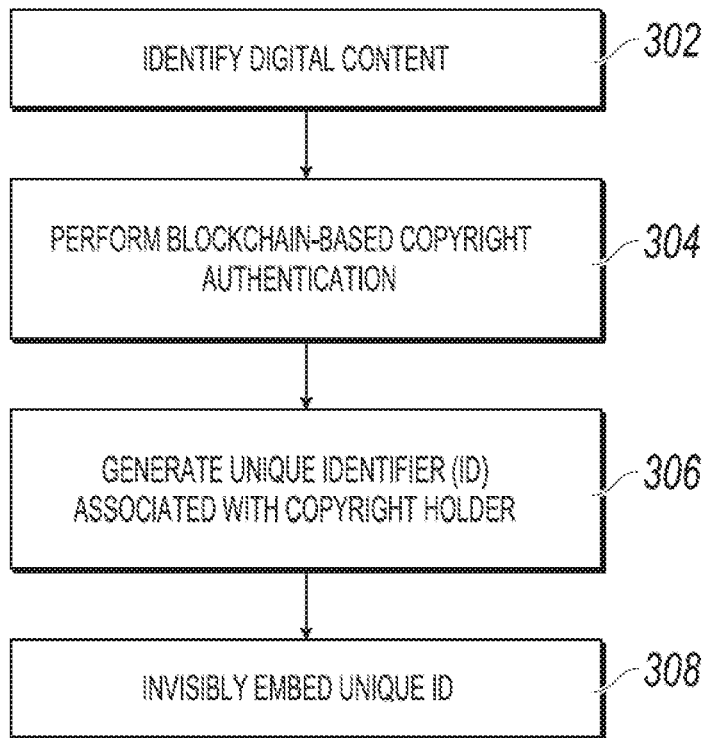 IDENTIFY DIGITAL CONTENT
302
PERFORM BLOCKCHAIN-BASED COPYRIGHT
AUTHENTICATION
304
GENERATE UNIQUE IDENTIFIER (ID)
ASSOCIATED WITH COPYRIGHT HOLDER
306
INVISIBLY EMBED UNIQUE ID
308